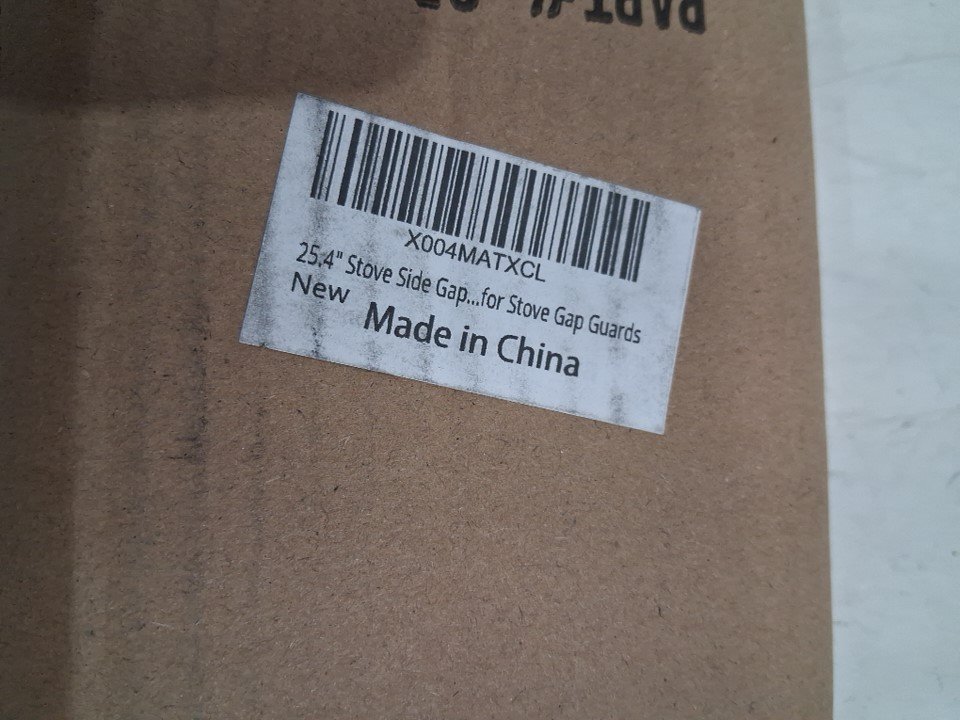 X004MATXCL
25.4" Stove Side Gap...for Stove Gap Guards
New
Made in China